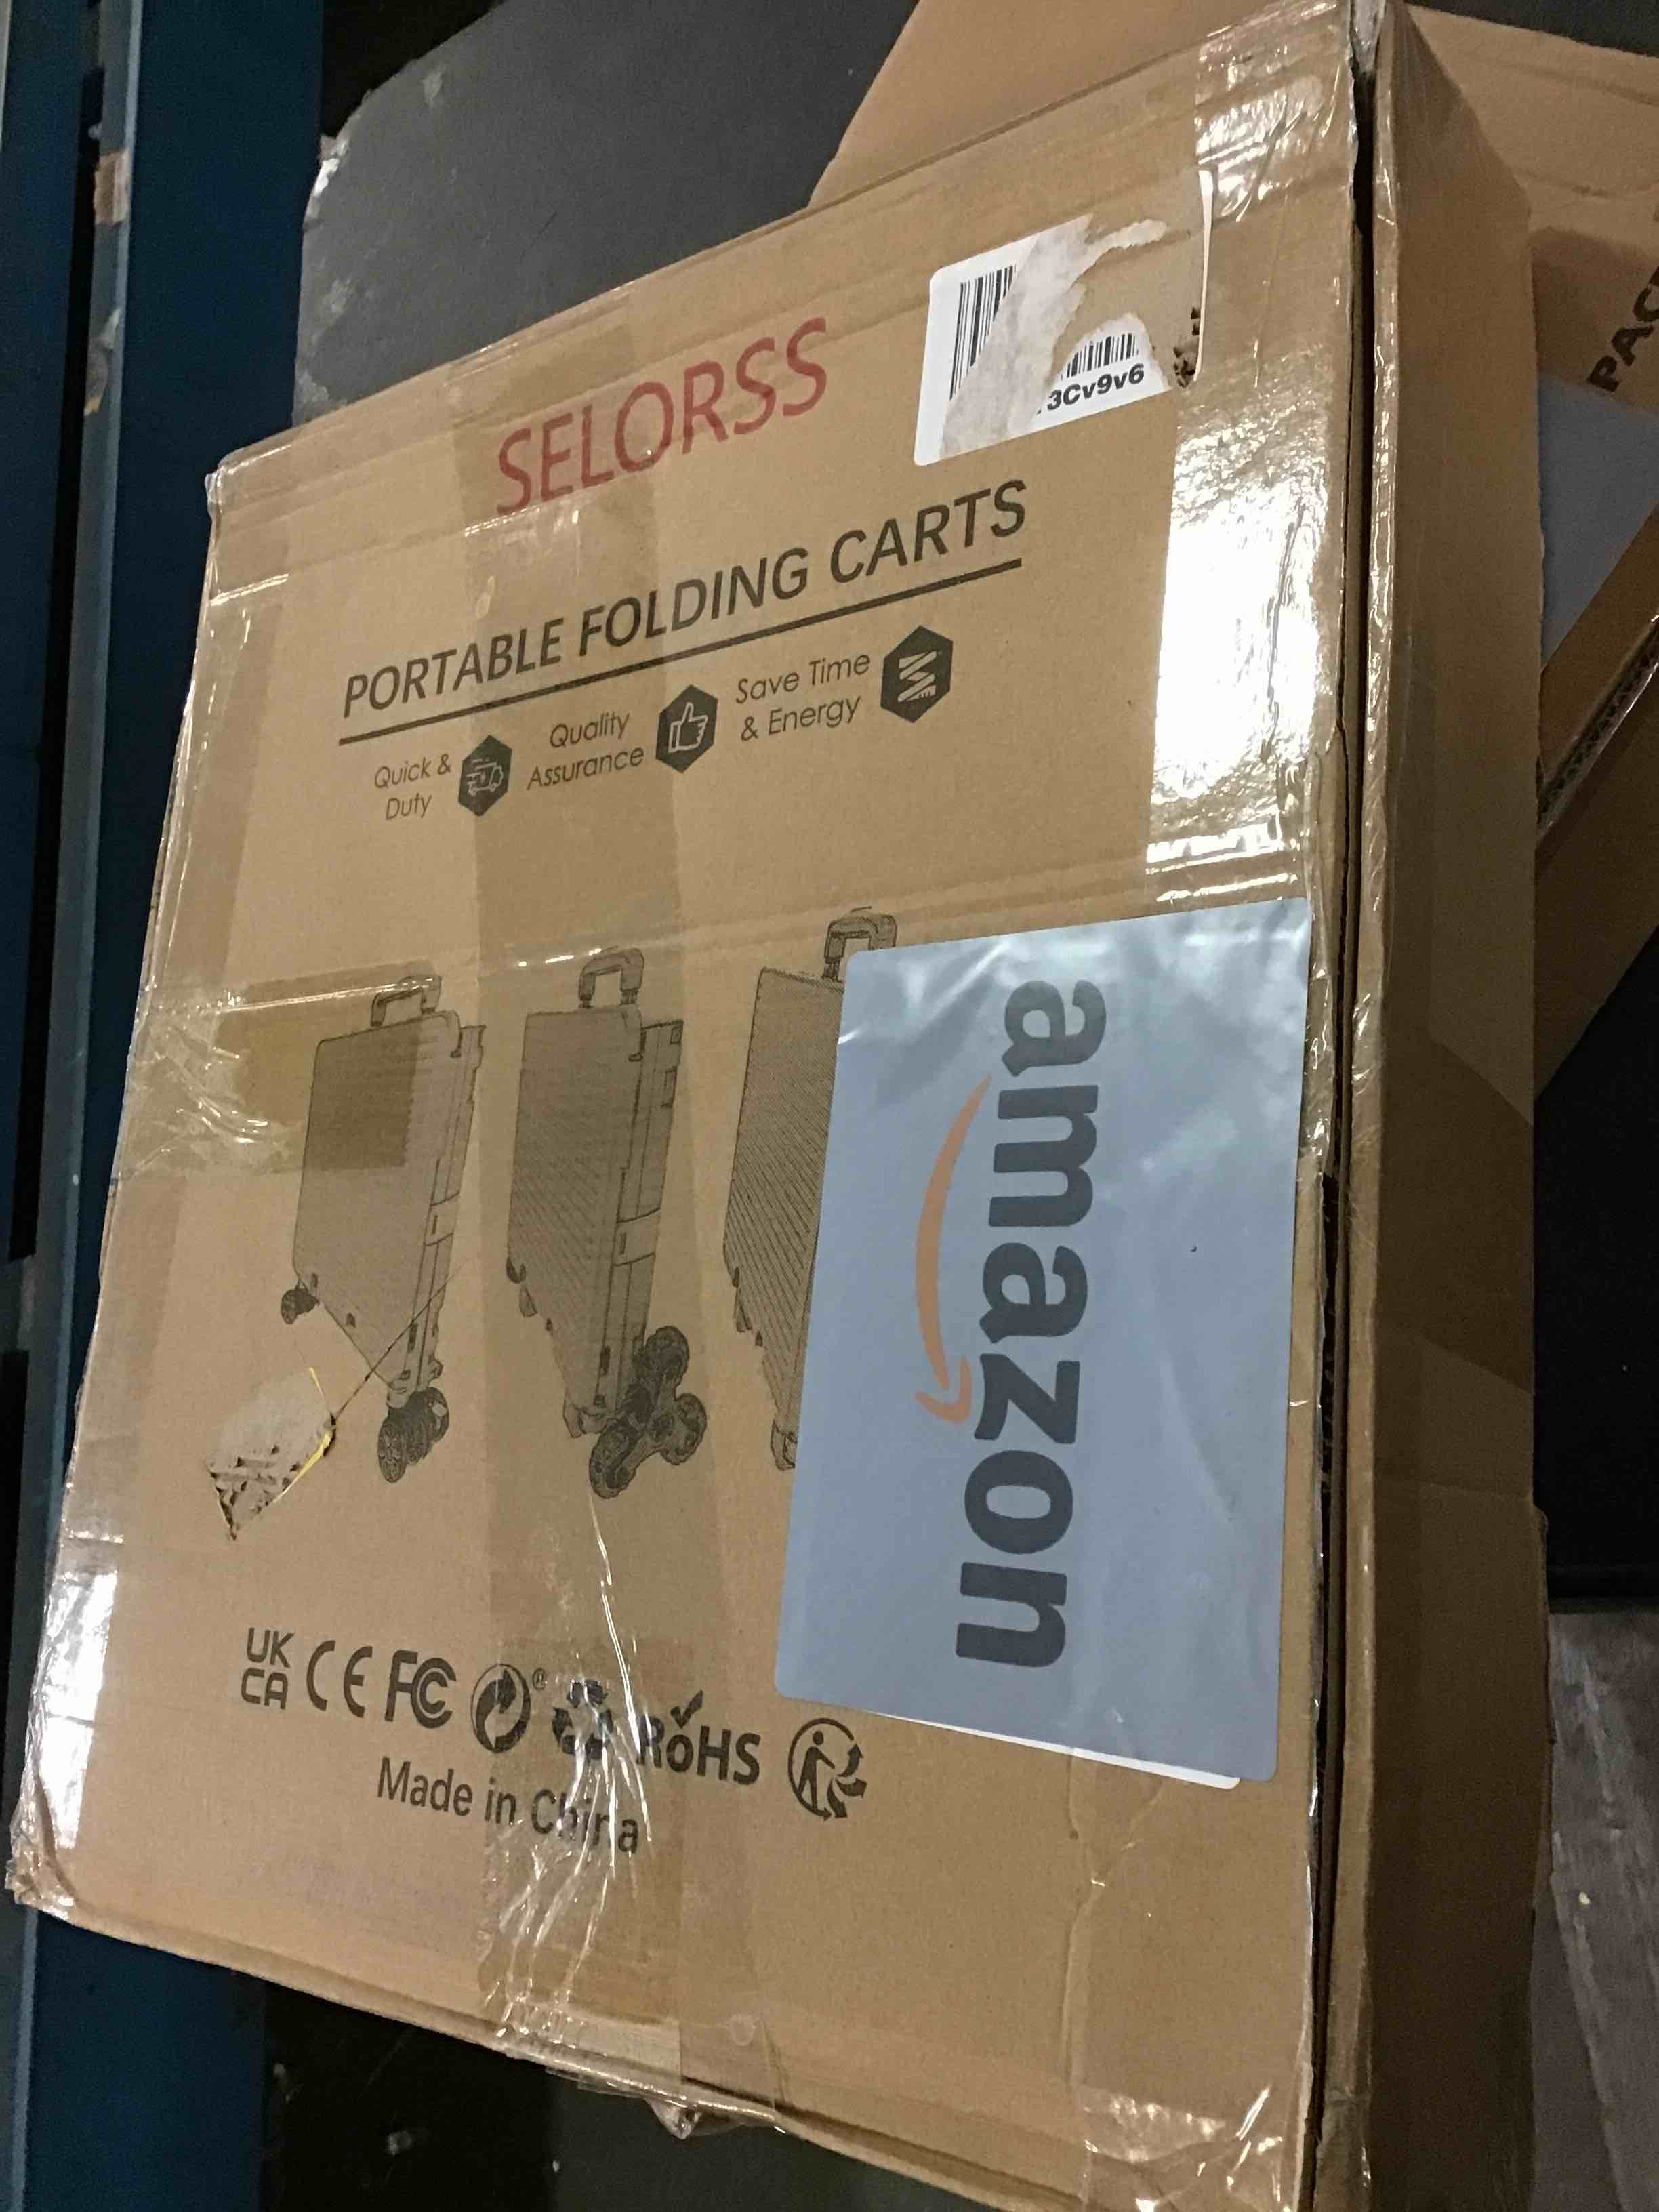 SELORSS
3Cv9v6
PORTABLE FOLDING CARTS
Quick &
Duty
Quality
Assurance
Save Time
& Energy
amazon
UK
CA CE FC ® RoHS
Made in China
PAC